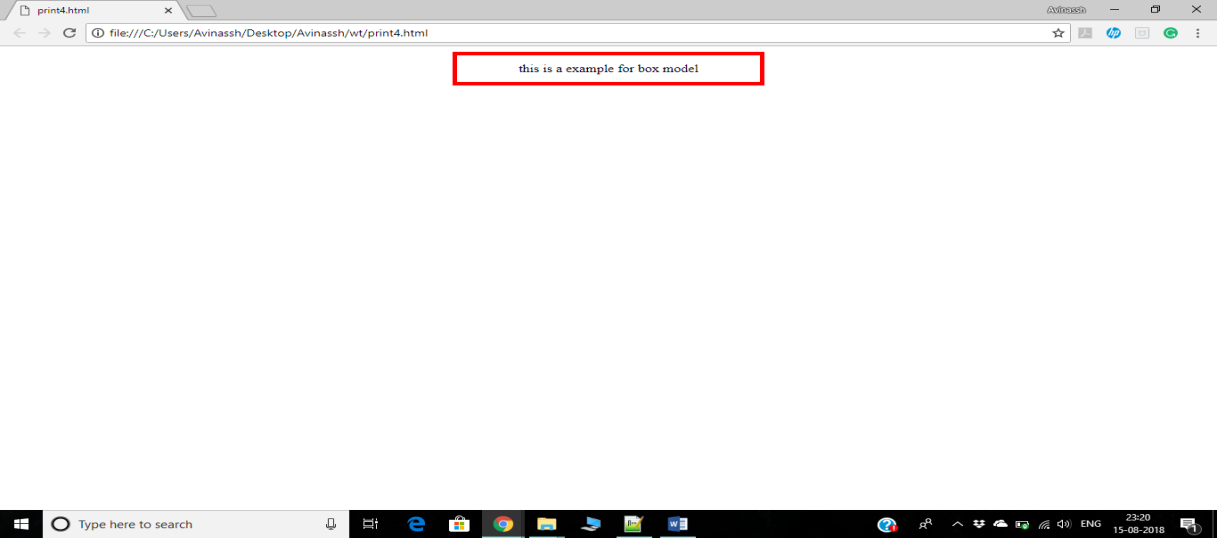 print4.html
Avinassh
file:///C:/Users/Avinassh/Desktop/Avinassh/wt/print4.html
this is a example for box model
Type here to search
ENG
23:20
15-08-2018